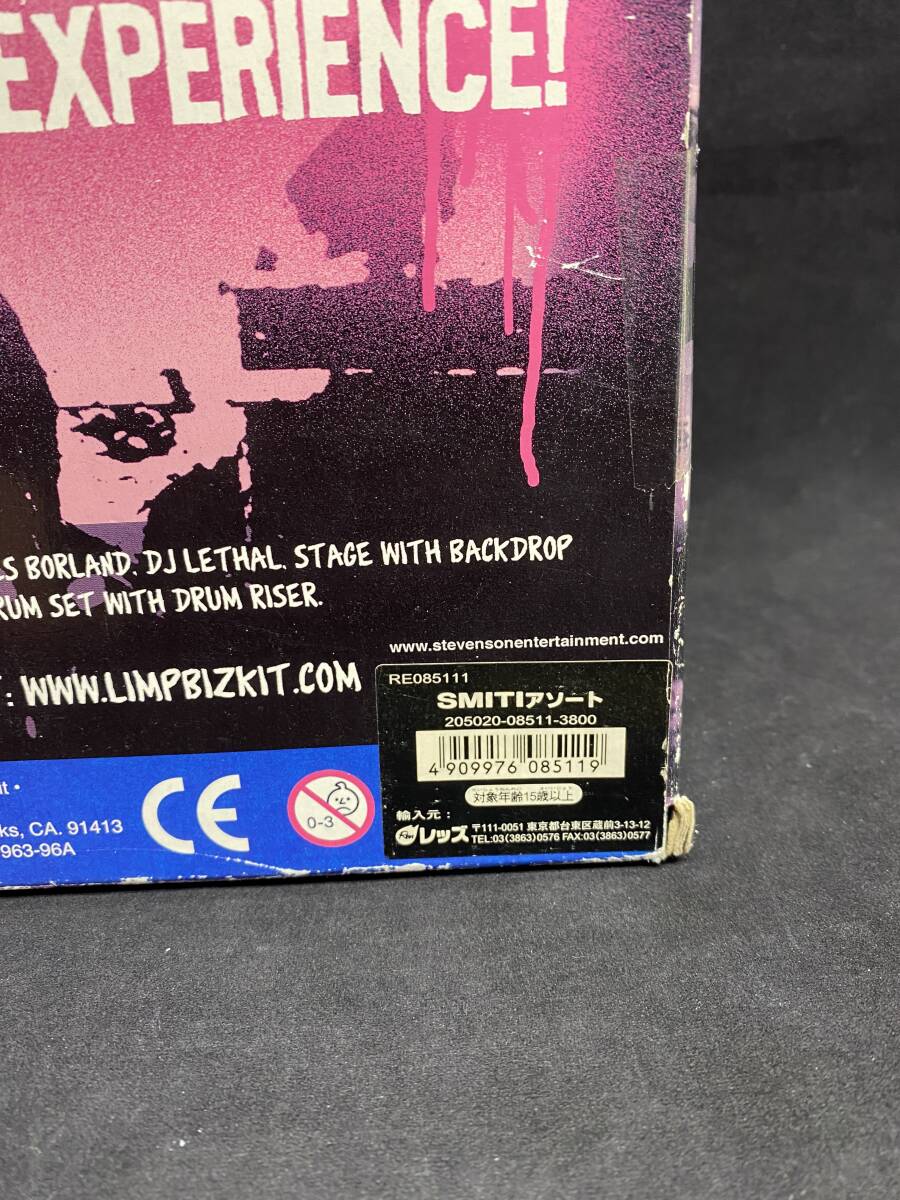 EXPERIENCE!
ES BORLAND. DJ LETHAL. STAGE WITH BACKDROP
RUM SET WITH DRUM RISER.
www.stevensonentertainment.com
: WWW.LIMPBIZKIT.COM
RE085111
SMITIアソート
205020-08511-3800
4 909976 085119
対象年齢15歳以上
輸入元:
レッズ 〒111-0051 東京都台東区蔵前3-13-12
TEL:03(3863)0576 FAX:03(3863)0577
it •
ks, CA. 91413
963-96A
CE
0-3